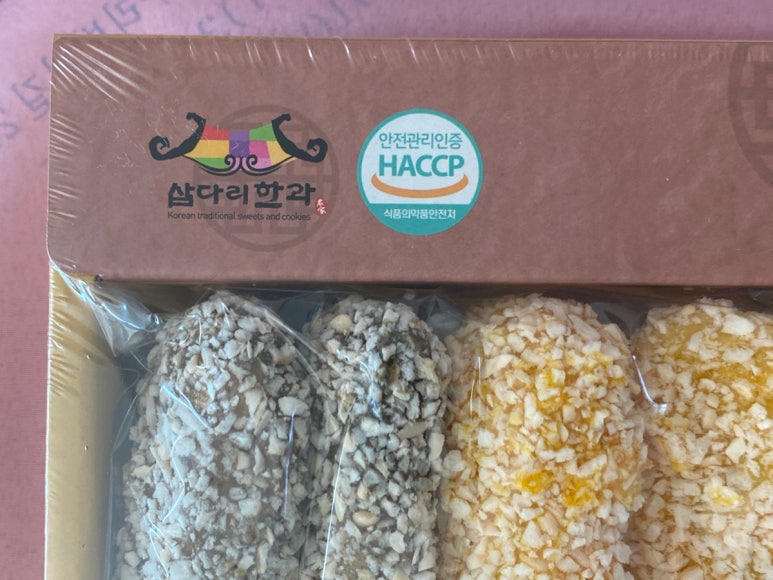 삼다리한과
Korean traditional sweets and cookies
안전관리인증
HACCP
식품의약품안전처